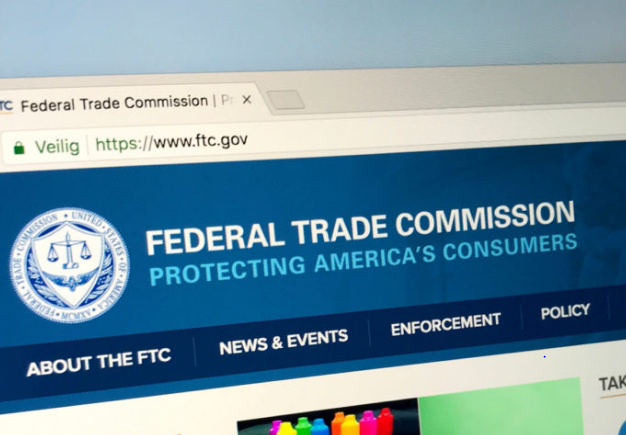 TC Federal Trade Commission | Pr
Veilig https://www.ftc.gov
FEDERAL TRADE COMMISSION
PROTECTING AMERICA'S CONSUMERS
FEDERAL TRADE COMMISSION • UNITED STATES OF AMERICA • MCMXV
ABOUT THE FTC NEWS & EVENTS ENFORCEMENT POLICY
TAK